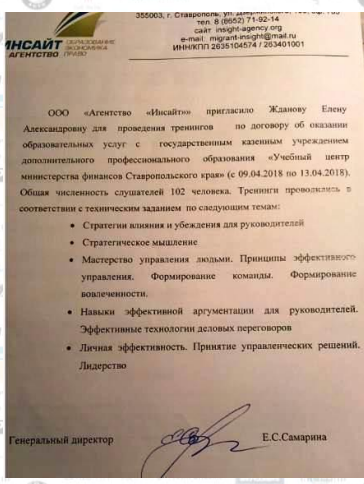 355003, г. Ставрополь, ул.
тел. 8 (8652) 71-92-14
сайт insight-agency.org
e-mail: migrant-insight@mail.ru
ИНН/КПП 2635104574 / 263401001
ИНСАЙТ
АГЕНТСТВО
ОБРАЗОВАНИЕ
ЭКОНОМИКА
ПРАВО
ООО «Агентство «Инсайт»» пригласило Жданову Елену
Александровну для проведения тренингов по договору об оказании
образовательных услуг с государственным казенным учреждением
дополнительного профессионального образования «Учебный центр
министерства финансов Ставропольского края» (с 09.04.2018 по 13.04.2018).
Общая численность слушателей 102 человека. Тренинги проводились в
соответствии с техническим заданием по следующим темам:
• Стратегии влияния и убеждения для руководителей
• Стратегическое мышление
• Мастерство управления людьми. Принципы эффективного
управления. Формирование команды. Формирование
вовлеченности.
• Навыки эффективной аргументации для руководителей.
Эффективные технологии деловых переговоров
• Личная эффективность. Принятие управленческих решений.
Лидерство
Генеральный директор
Е.С.Самарина